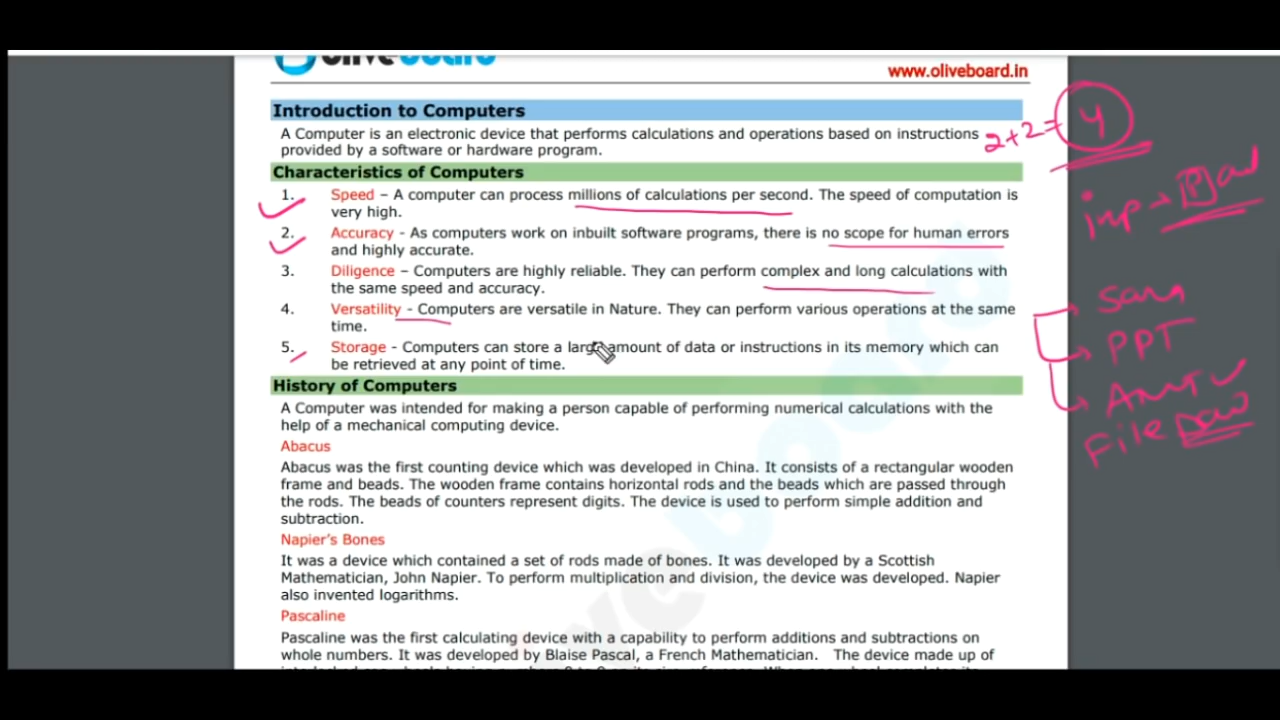 oliveboard
www.oliveboard.in
Introduction to Computers
A Computer is an electronic device that performs calculations and operations based on instructions
provided by a software or hardware program.
2+2=4
Characteristics of Computers
1. Speed – A computer can process millions of calculations per second. The speed of computation is
very high.
inp →
2. Accuracy - As computers work on inbuilt software programs, there is no scope for human errors
and highly accurate.
3. Diligence – Computers are highly reliable. They can perform complex and long calculations with
the same speed and accuracy.
4. Versatility - Computers are versatile in Nature. They can perform various operations at the same
time.
PPT
5. Storage - Computers can store a large amount of data or instructions in its memory which can
be retrieved at any point of time.
History of Computers
A Computer was intended for making a person capable of performing numerical calculations with the
help of a mechanical computing device.
File
Abacus
Abacus was the first counting device which was developed in China. It consists of a rectangular wooden
frame and beads. The wooden frame contains horizontal rods and the beads which are passed through
the rods. The beads of counters represent digits. The device is used to perform simple addition and
subtraction.
Napier's Bones
It was a device which contained a set of rods made of bones. It was developed by a Scottish
Mathematician, John Napier. To perform multiplication and division, the device was developed. Napier
also invented logarithms.
Pascaline
Pascaline was the first calculating device with a capability to perform additions and subtractions on
whole numbers. It was developed by Blaise Pascal, a French Mathematician. The device made up of